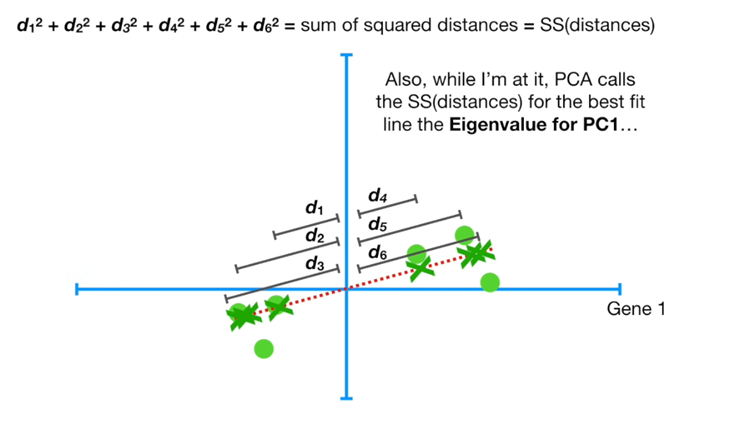 d₁² + d₂² + d₃² + d₄² + d₅² + d₆² = sum of squared distances = SS(distances)
Also, while I’m at it, PCA calls
the SS(distances) for the best fit
line the Eigenvalue for PC1…
d₁
d₄
d₂
d₅
d₃
d₆
Gene 1